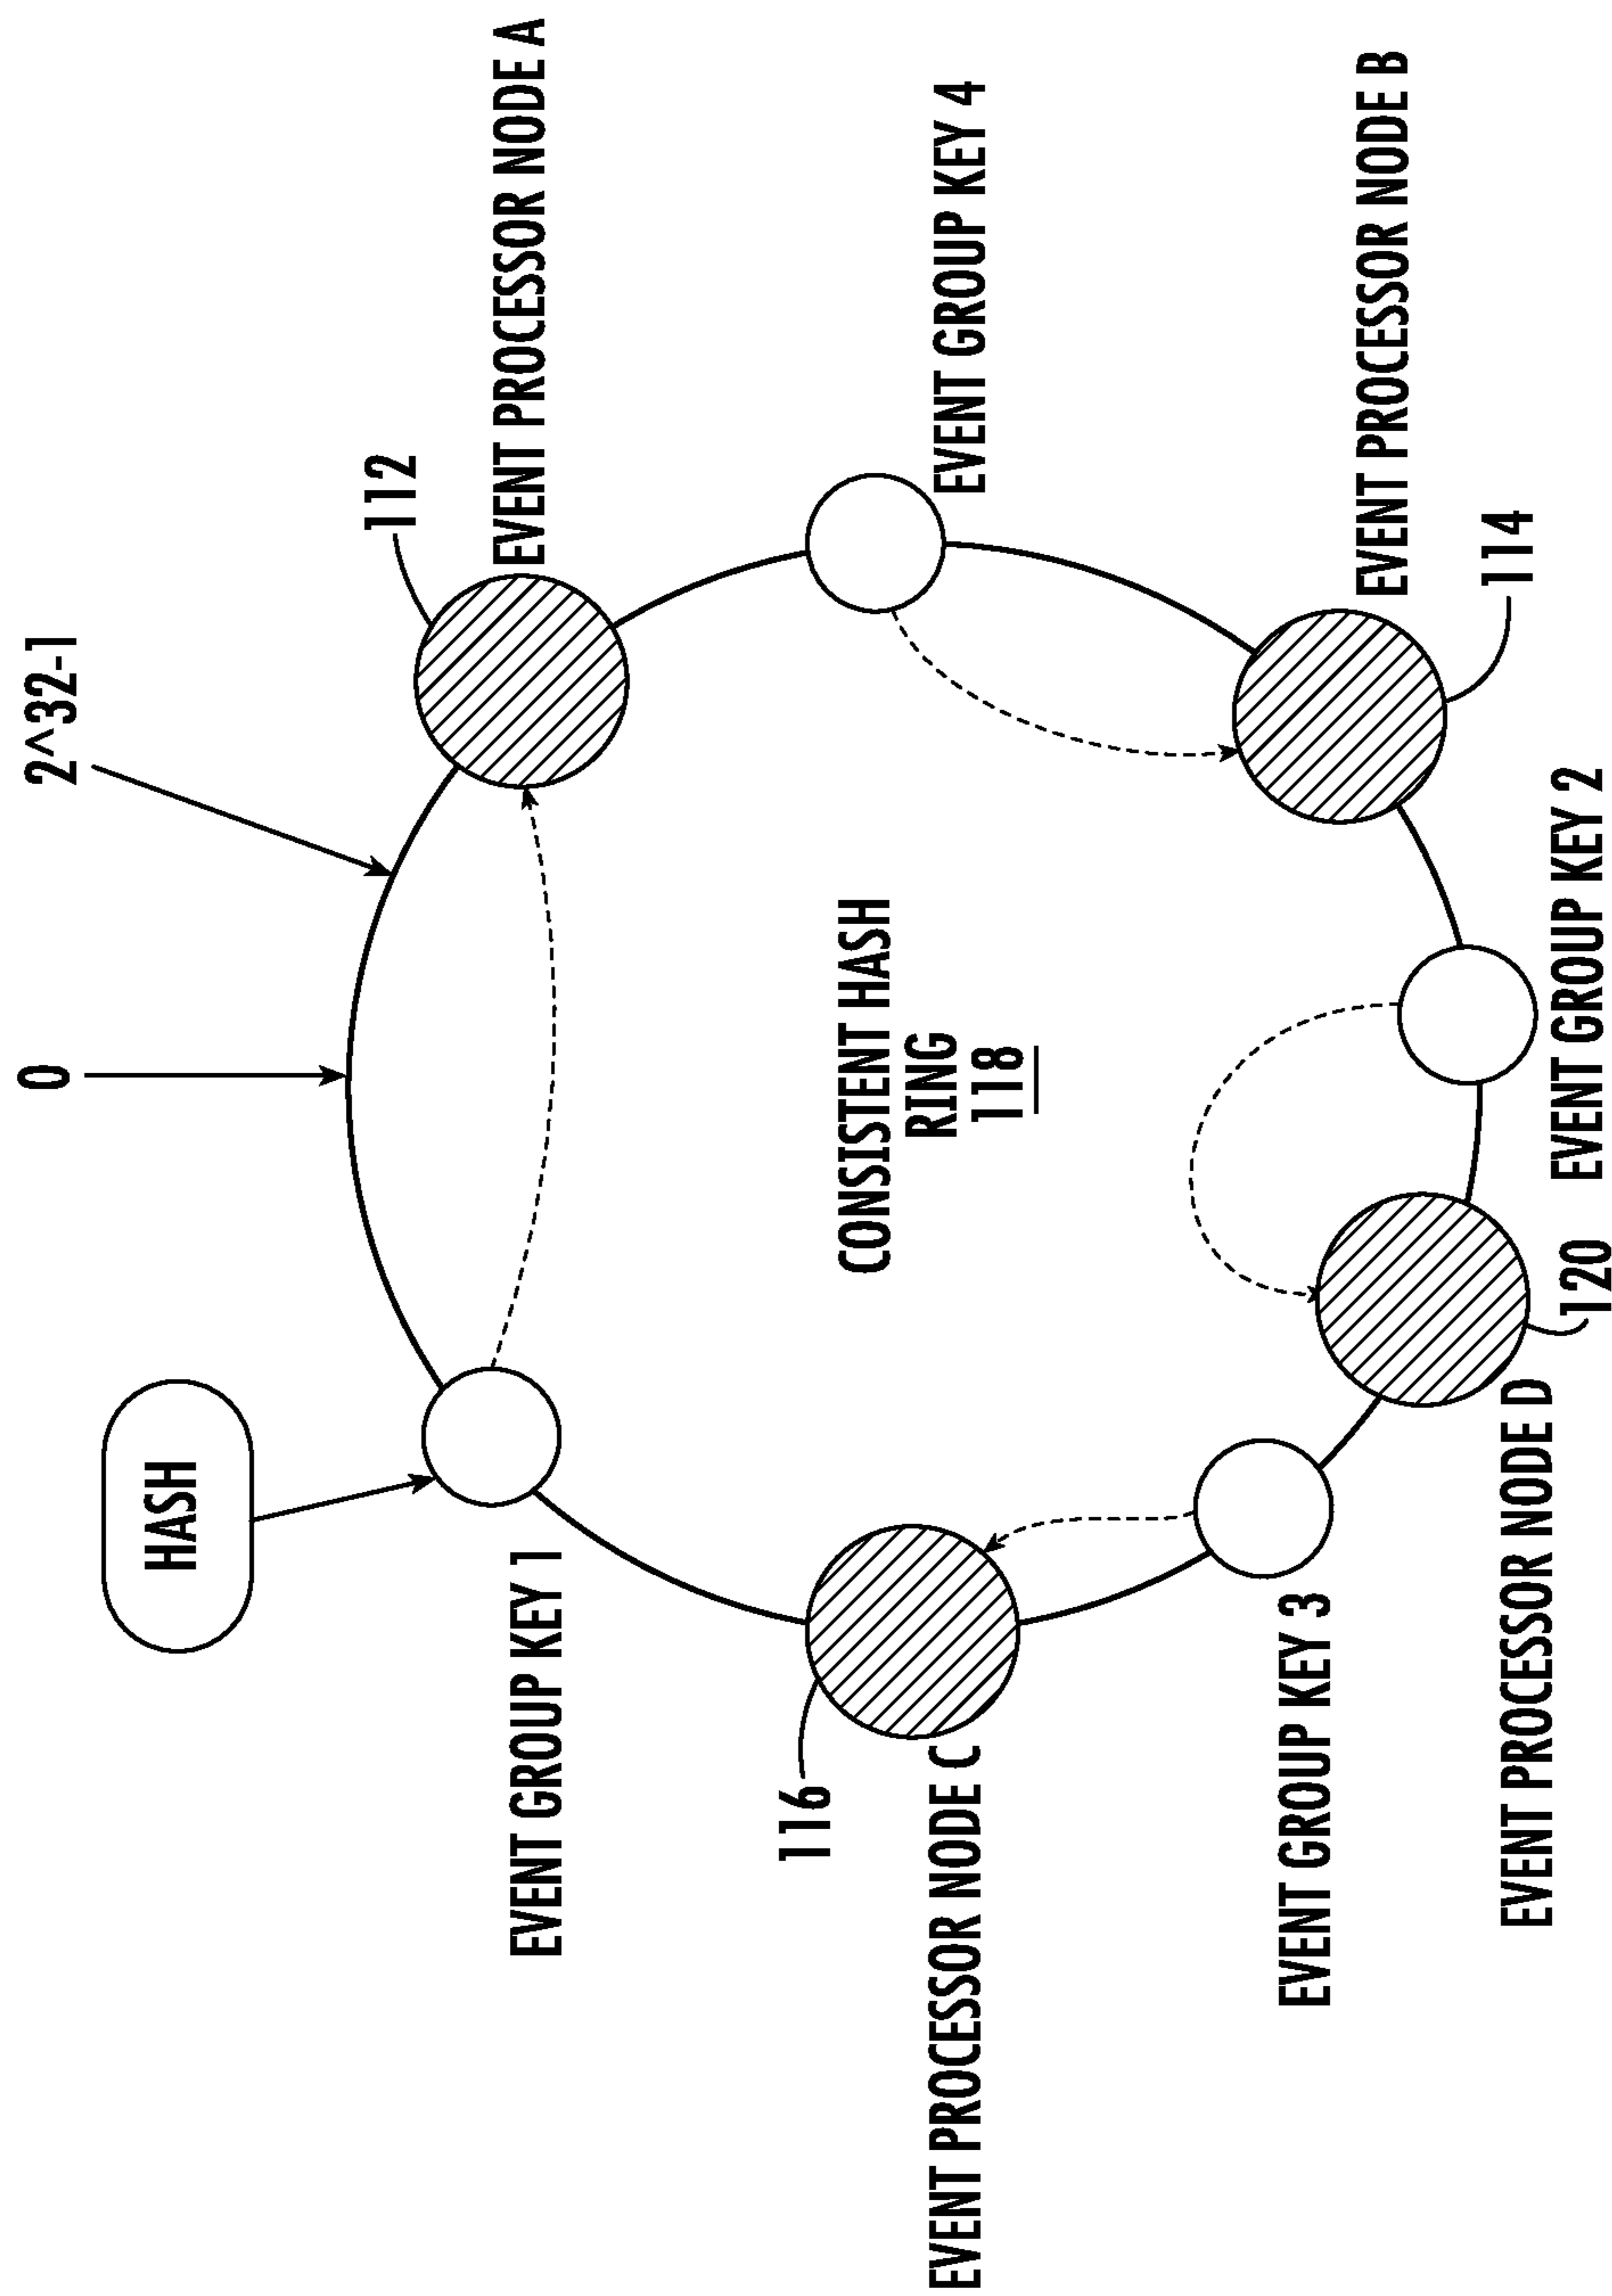 0
2^32-1
HASH
112
EVENT PROCESSOR NODE A
EVENT GROUP KEY 1
116
EVENT PROCESSOR NODE C
CONSISTENT HASH
RING
118
EVENT GROUP KEY 4
EVENT GROUP KEY 3
EVENT PROCESSOR NODE B
114
EVENT PROCESSOR NODE D
120
EVENT GROUP KEY 2